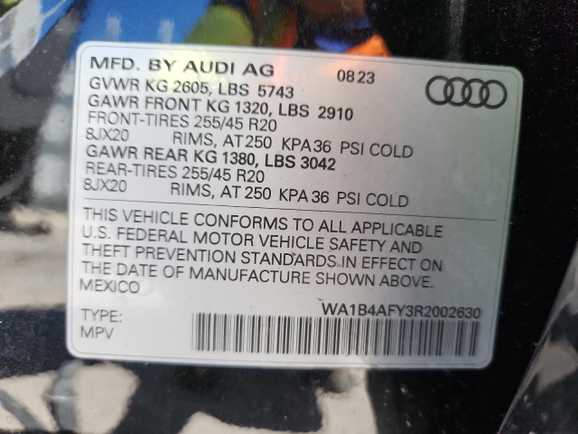 MFD. BY AUDI AG 08 23
GVWR KG 2605, LBS 5743
GAWR FRONT KG 1320, LBS 2910
FRONT-TIRES 255/45 R20
8JX20 RIMS, AT 250 KPA 36 PSI COLD
GAWR REAR KG 1380, LBS 3042
REAR-TIRES 255/45 R20
8JX20 RIMS, AT 250 KPA 36 PSI COLD
THIS VEHICLE CONFORMS TO ALL APPLICABLE
U.S. FEDERAL MOTOR VEHICLE SAFETY AND
THEFT PREVENTION STANDARDS IN EFFECT ON
THE DATE OF MANUFACTURE SHOWN ABOVE.
MEXICO
WA1B4AFY3R2002630
TYPE:
MPV